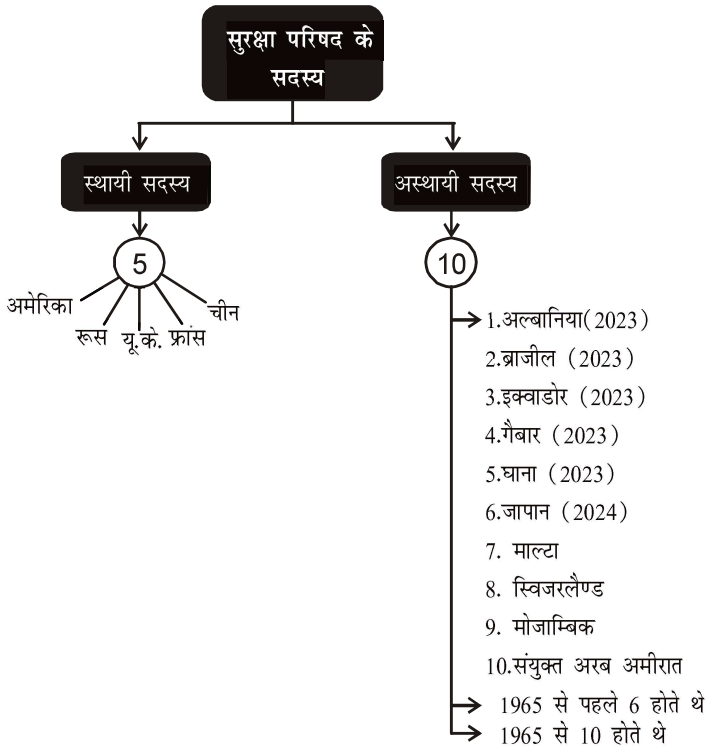 सुरक्षा परिषद के
सदस्य
स्थायी सदस्य
अस्थायी सदस्य
5
10
अमेरिका
रूस
यू.के.
फ्रांस
चीन
1.अल्बानिया(2023)
2.ब्राजील (2023)
3.इक्वाडोर (2023)
4.गैबार (2023)
5.घाना (2023)
6.जापान (2024)
7. माल्टा
8. स्विजरलैण्ड
9. मोजाम्बिक
10.संयुक्त अरब अमीरात
1965 से पहले 6 होते थे
1965 से 10 होते थे